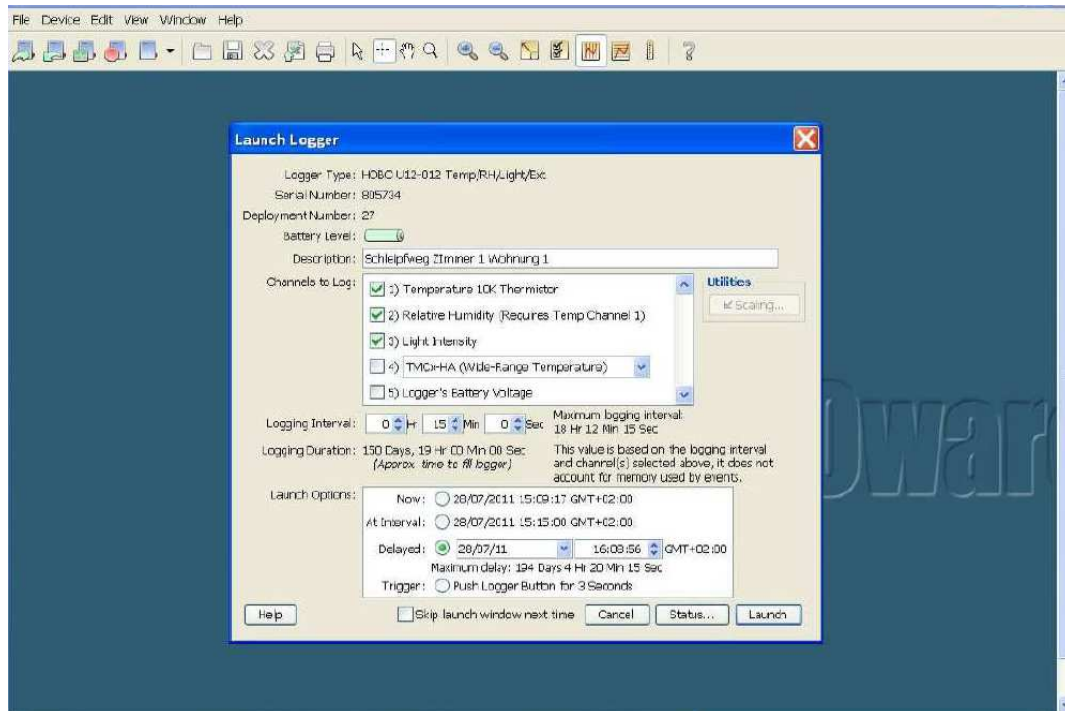 File Device Edit View Window Help
Launch Logger
Logger Type: HOBO U12-012 Temp/RH/Light/Ext
Serial Number: 805734
Deployment Number: 27
Battery Level:
Description: Schleipfweg ZImmer 1 Wohnung 1
Channels to Log:
1) Temperature 10K Thermistor
2) Relative Humidity (Requires Temp Channel 1)
3) Light Intensity
4) TMCx-HA (Wide-Range Temperature)
5) Logger's Battery Voltage
Utilities
Scaling...
Logging Interval: 0 Hr 15 Min 0 Sec
Maximum logging interval:
18 Hr 12 Min 15 Sec
Logging Duration: 150 Days, 19 Hr 00 Min 00 Sec
(Approx. time to fill logger)
This value is based on the logging interval
and channel(s) selected above, it does not
account for memory used by events.
Launch Options:
Now: 28/07/2011 15:09:17 GMT+02:00
At Interval: 28/07/2011 15:15:00 GMT+02:00
Delayed: 28/07/11 16:08:56 GMT+02:00
Maximum delay: 194 Days 4 Hr 20 Min 15 Sec
Trigger: Push Logger Button for 3 Seconds
Help
Skip launch window next time
Cancel
Status...
Launch